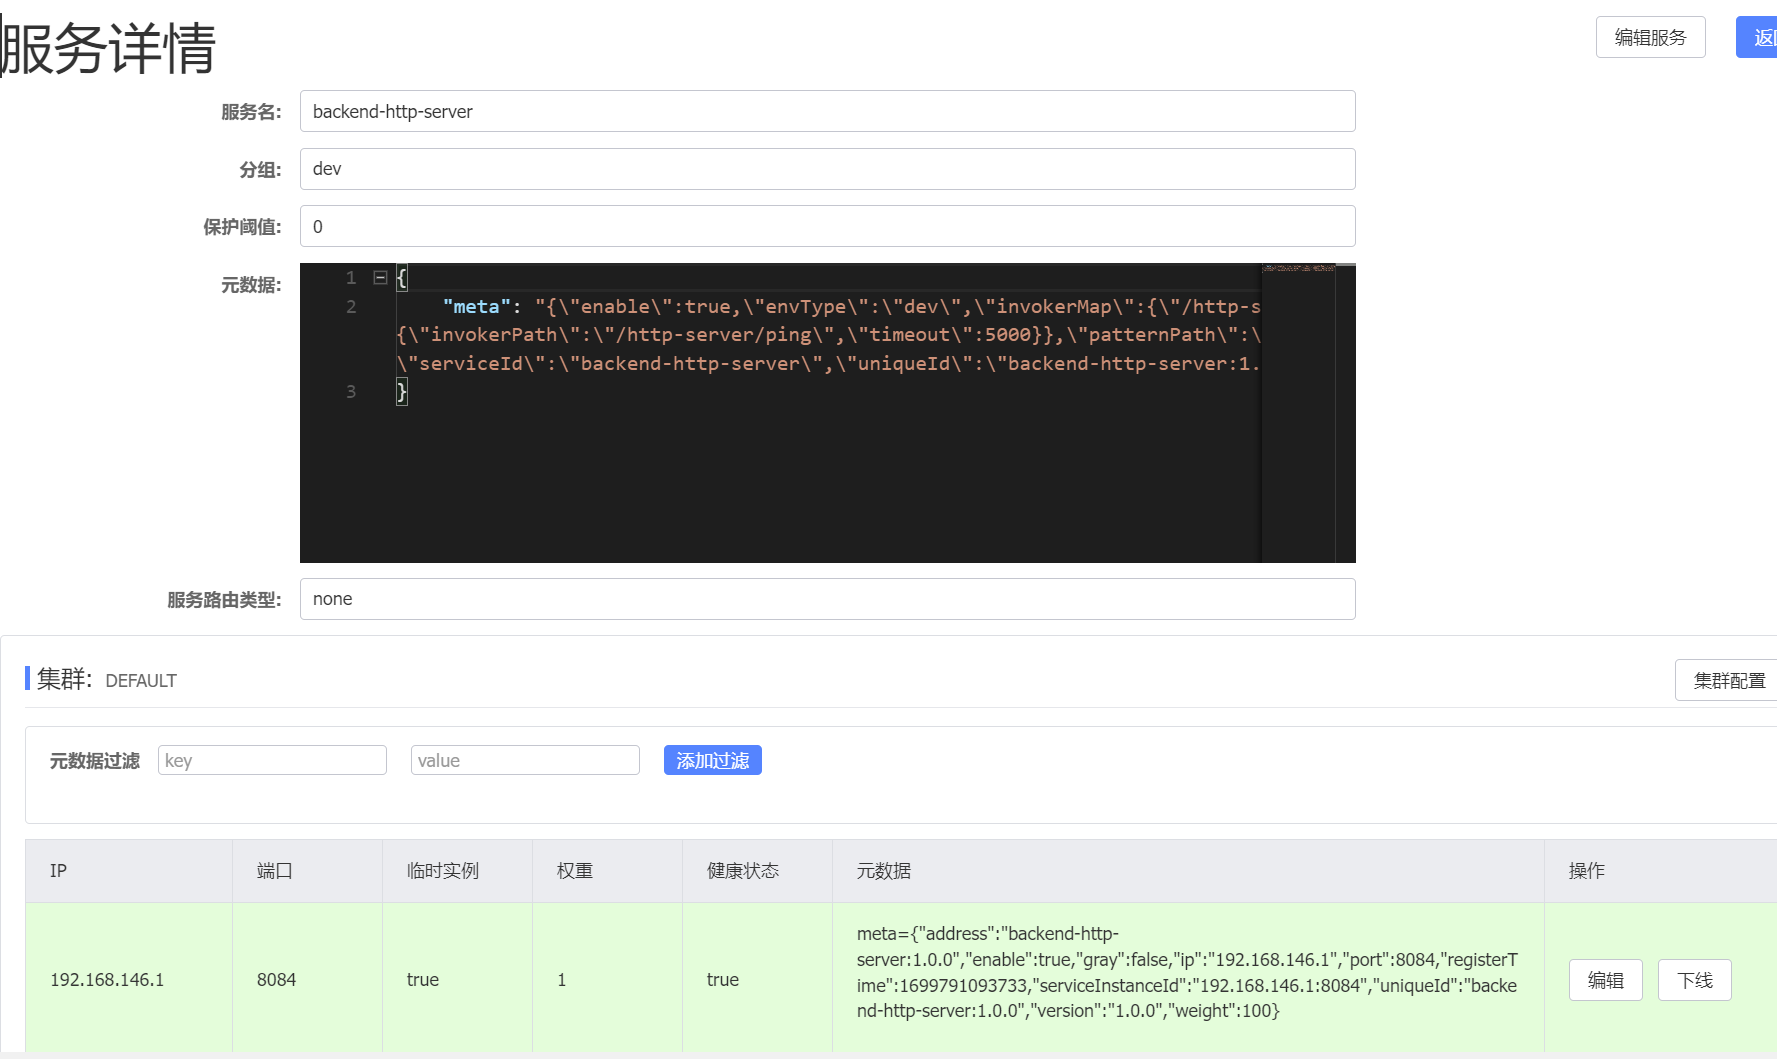 服务详情
编辑服务
返
服务名:
backend-http-server
分组:
dev
保护阈值:
0
元数据:
1 {
2 "meta": "{\"enable\":true,\"envType\":\"dev\",\"invokerMap\":{\"/http-s
{\"invokerPath\":\"/http-server/ping\",\"timeout\":5000}},\"patternPath\":\
\"serviceId\":\"backend-http-server\",\"uniqueId\":\"backend-http-server:1.
3 }
服务路由类型:
none
集群: DEFAULT
集群配置
元数据过滤 key value 添加过滤
IP 端口 临时实例 权重 健康状态 元数据 操作
192.168.146.1 8084 true 1 true
meta={"address":"backend-http-
server:1.0.0","enable":true,"gray":false,"ip":"192.168.146.1","port":8084,"registerT
ime":1699791093733,"serviceInstanceId":"192.168.146.1:8084","uniqueId":"backe
nd-http-server:1.0.0","version":"1.0.0","weight":100}
编辑 下线